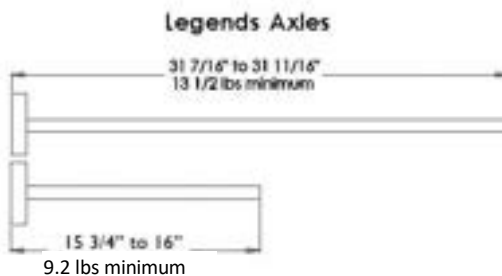 Legends Axles
31 7/16" to 31 11/16"
13 1/2 lbs minimum
15 3/4" to 16"
9.2 lbs minimum